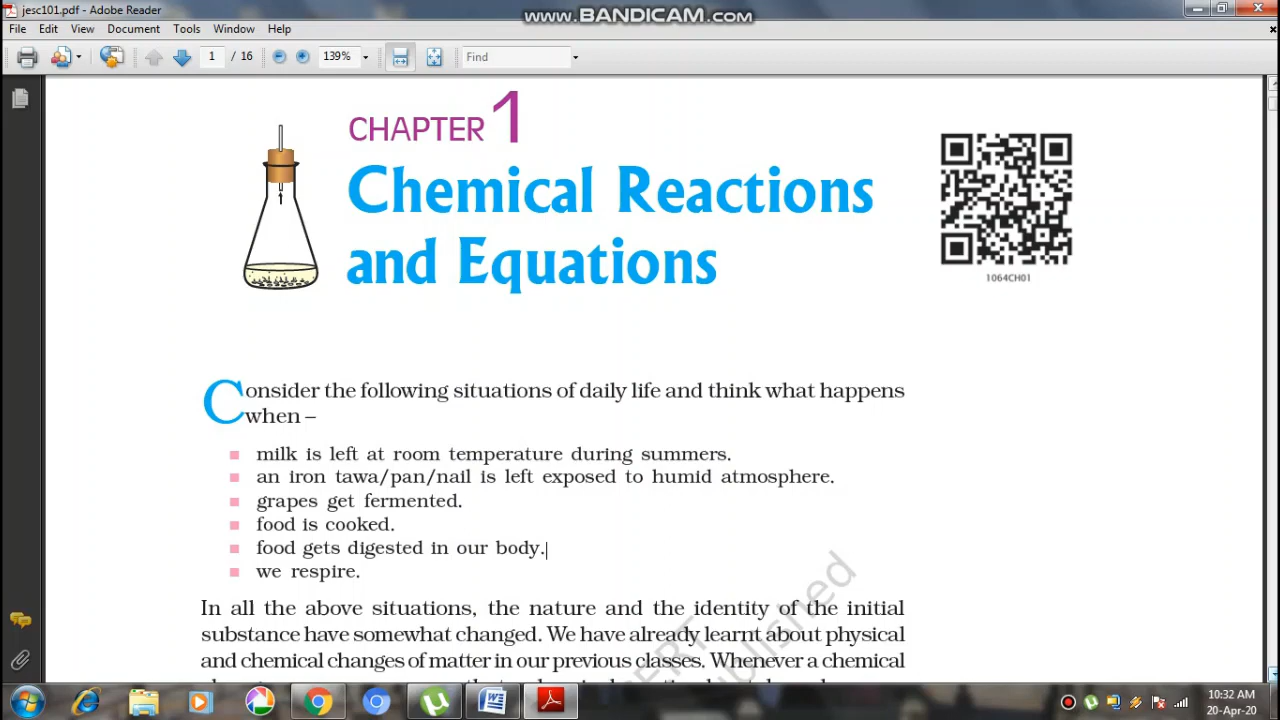 jesc101.pdf - Adobe Reader
www.BANDICAM.com
File Edit View Document Tools Window Help
1 / 16 139% Find
CHAPTER 1
Chemical Reactions
and Equations
1064CH01
Consider the following situations of daily life and think what happens
when –
milk is left at room temperature during summers.
an iron tawa/pan/nail is left exposed to humid atmosphere.
grapes get fermented.
food is cooked.
food gets digested in our body.
we respire.
In all the above situations, the nature and the identity of the initial
substance have somewhat changed. We have already learnt about physical
and chemical changes of matter in our previous classes. Whenever a chemical
published
10:32 AM
20-Apr-20